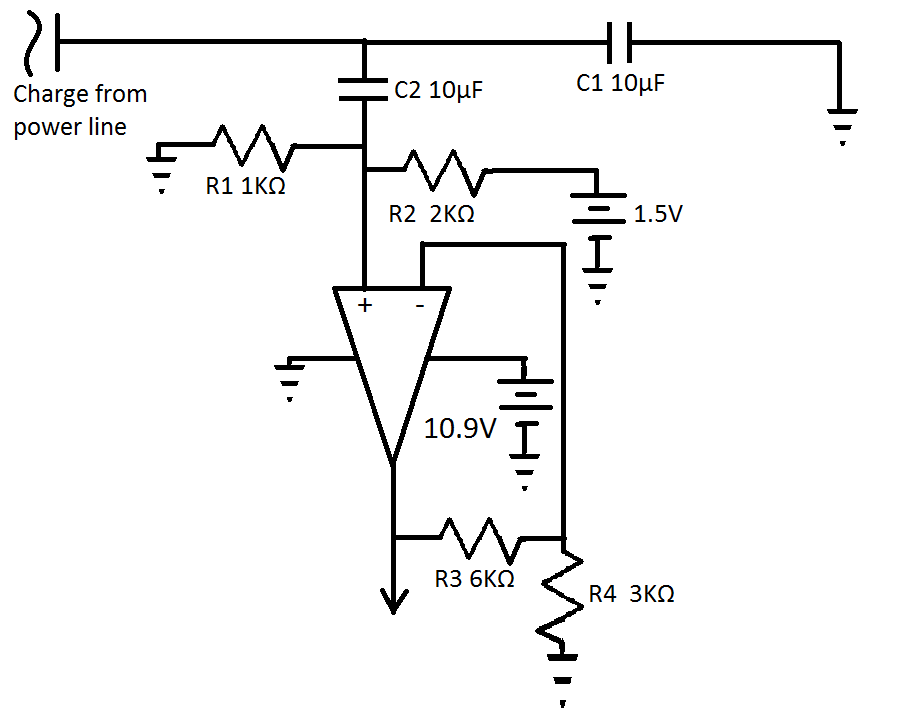 Charge from
power line
C2 10µF
C1 10µF
R1 1KΩ
R2  2KΩ
1.5V
+ -
10.9V
R3 6KΩ
R4  3KΩ